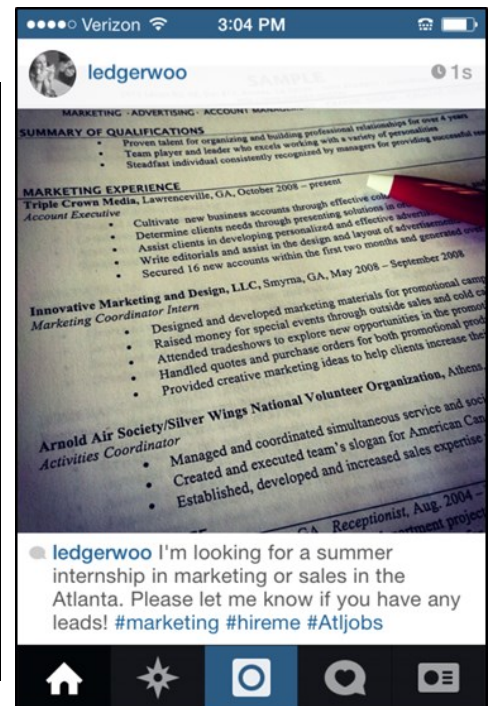 Verizon 3:04 PM
ledgerwoo 1s
SAMPLE
MARKETING - ADVERTISING - ACCOUNT
SUMMARY OF QUALIFICATIONS
• Proven talent for organizing and building professional relationships for over 4 years
• Team player and leader who excels working with a variety of personalities
• Steadfast individual consistently recognized by managers for providing successful
MARKETING EXPERIENCE
Triple Crown Media, Lawrenceville, GA, October 2008 – present
Account Executive
• Cultivate new business accounts through effective
• Determine clients needs through presenting solutions in
• Assist clients in developing personalized and effective
• Write editorials and assist in the design and layout of
• Secured 16 new accounts within the first two months and generated over
Innovative Marketing and Design, LLC, Smyrna, GA, May 2008 – September 2008
Marketing Coordinator Intern
• Designed and developed marketing materials for promotional
• Raised money for special events through outside sales and cold
• Attended tradeshows to explore new opportunities in the
• Handled quotes and purchase orders for both promotional
• Provided creative marketing ideas to help clients increase the
Arnold Air Society/Silver Wings National Volunteer Organization, Athens,
Activities Coordinator
• Managed and coordinated simultaneous service and
• Created and executed team's slogan for American
• Established, developed and increased sales expertise
Receptionist, Aug. 2004 –
ledgerwoo I'm looking for a summer
internship in marketing or sales in the
Atlanta. Please let me know if you have any
leads! #marketing #hireme #Atljobs